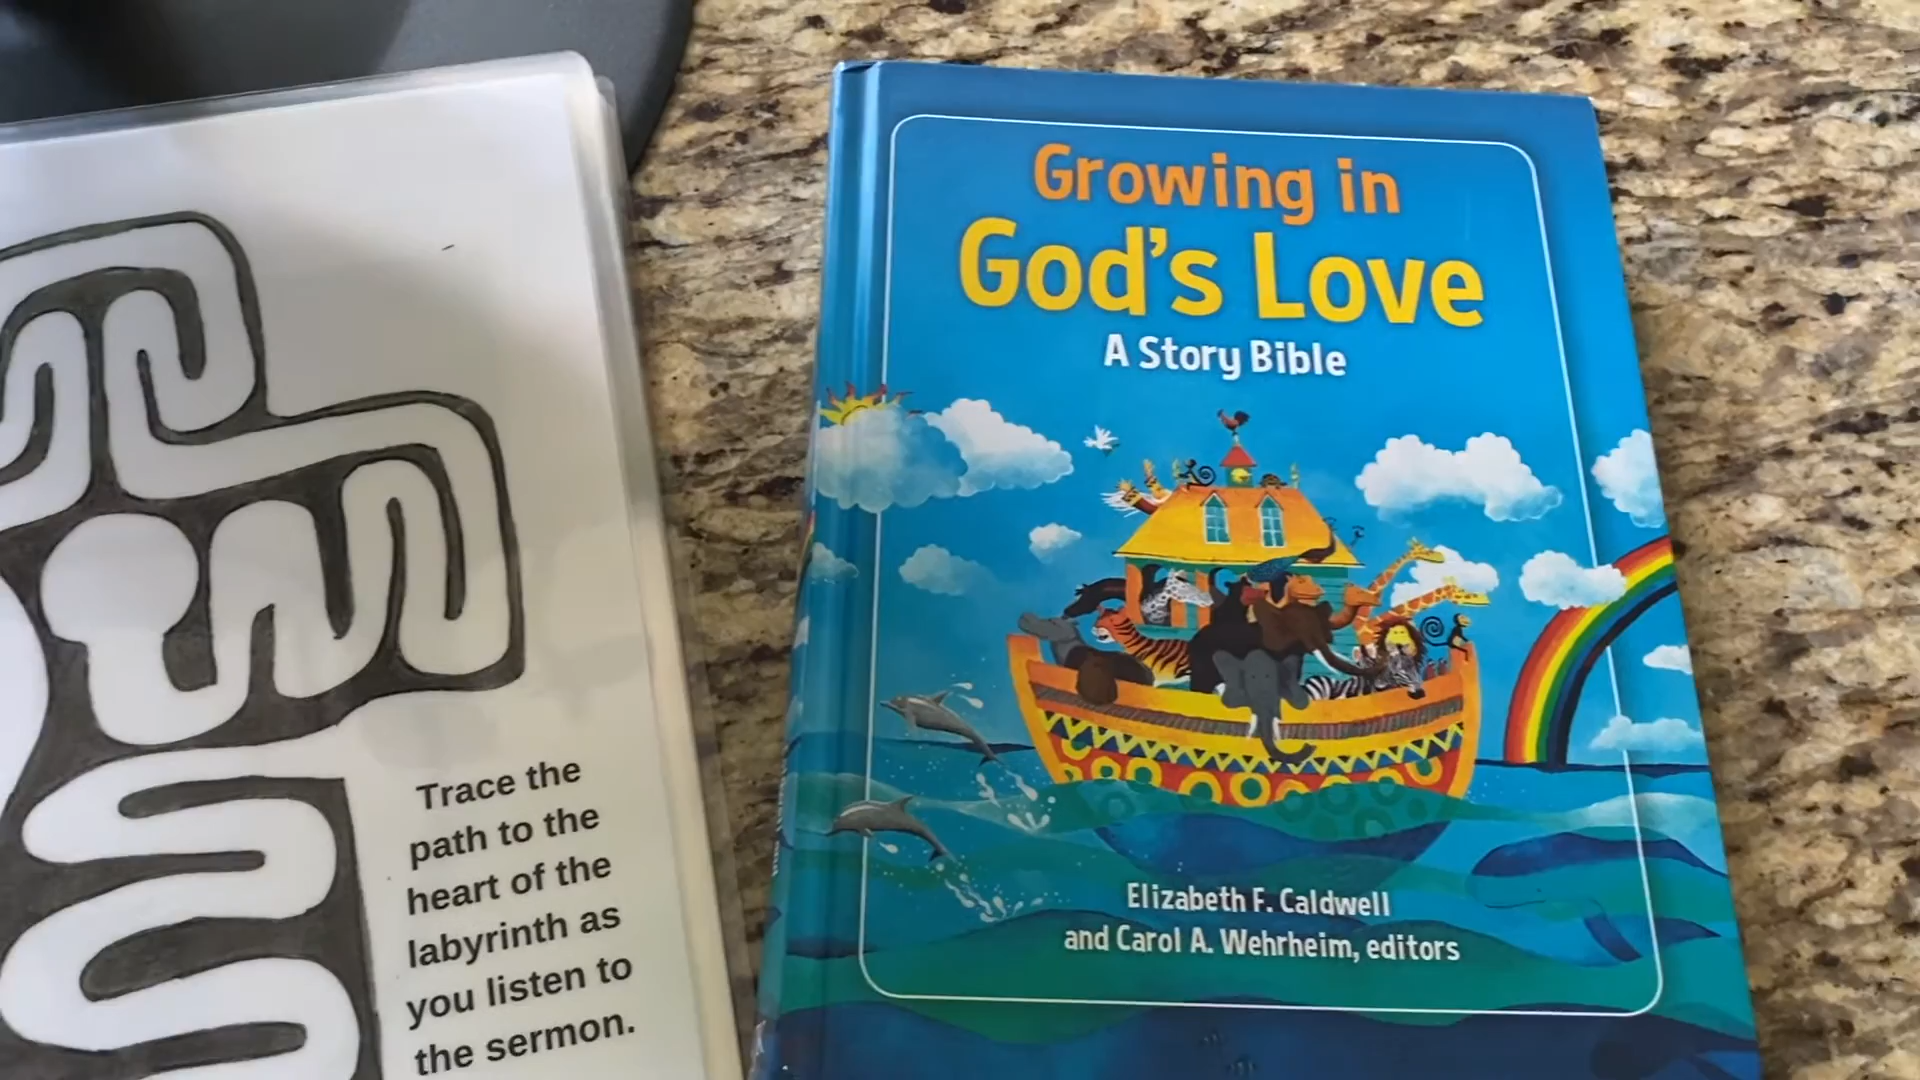 Trace the
path to the
heart of the
labyrinth as
you listen to
the sermon.
Growing in
God's Love
A Story Bible
Elizabeth F. Caldwell
and Carol A. Wehrheim, editors